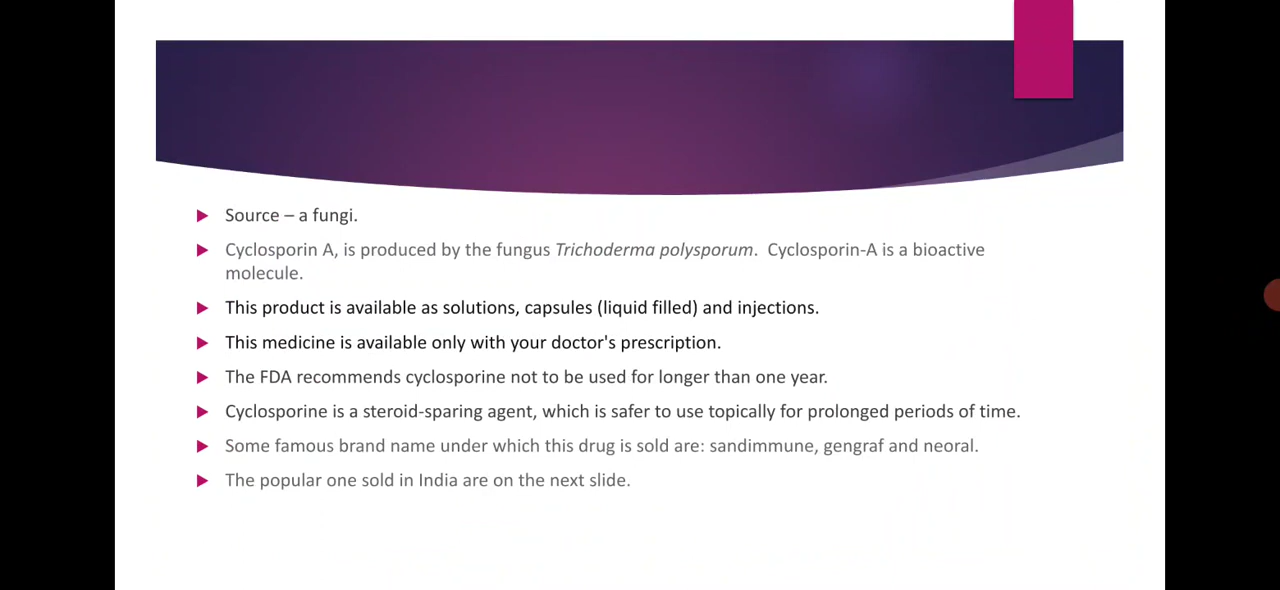 Source – a fungi.
Cyclosporin A, is produced by the fungus Trichoderma polysporum. Cyclosporin-A is a bioactive
molecule.
This product is available as solutions, capsules (liquid filled) and injections.
This medicine is available only with your doctor's prescription.
The FDA recommends cyclosporine not to be used for longer than one year.
Cyclosporine is a steroid-sparing agent, which is safer to use topically for prolonged periods of time.
Some famous brand name under which this drug is sold are: sandimmune, gengraf and neoral.
The popular one sold in India are on the next slide.